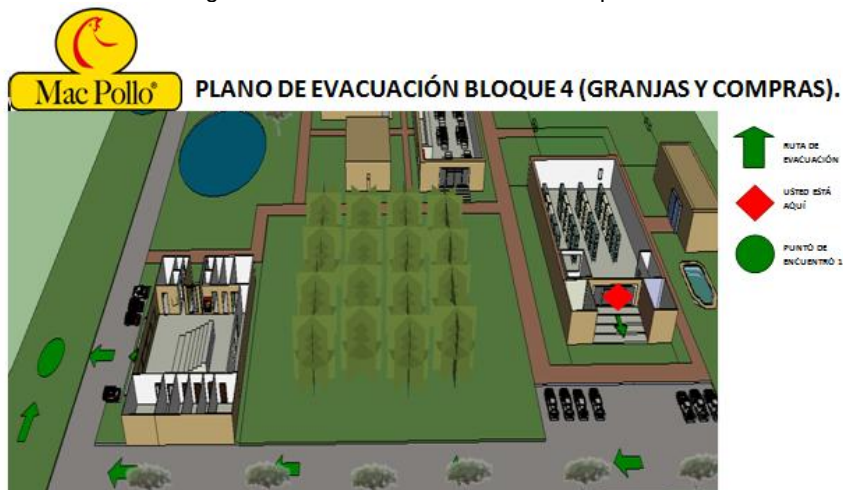 Mac Pollo®
PLANO DE EVACUACIÓN BLOQUE 4 (GRANJAS Y COMPRAS).
RUTA DE
EVACUACIÓN
USTED ESTÁ
AQUÍ
PUNTO DE
ENCUENTRO 1